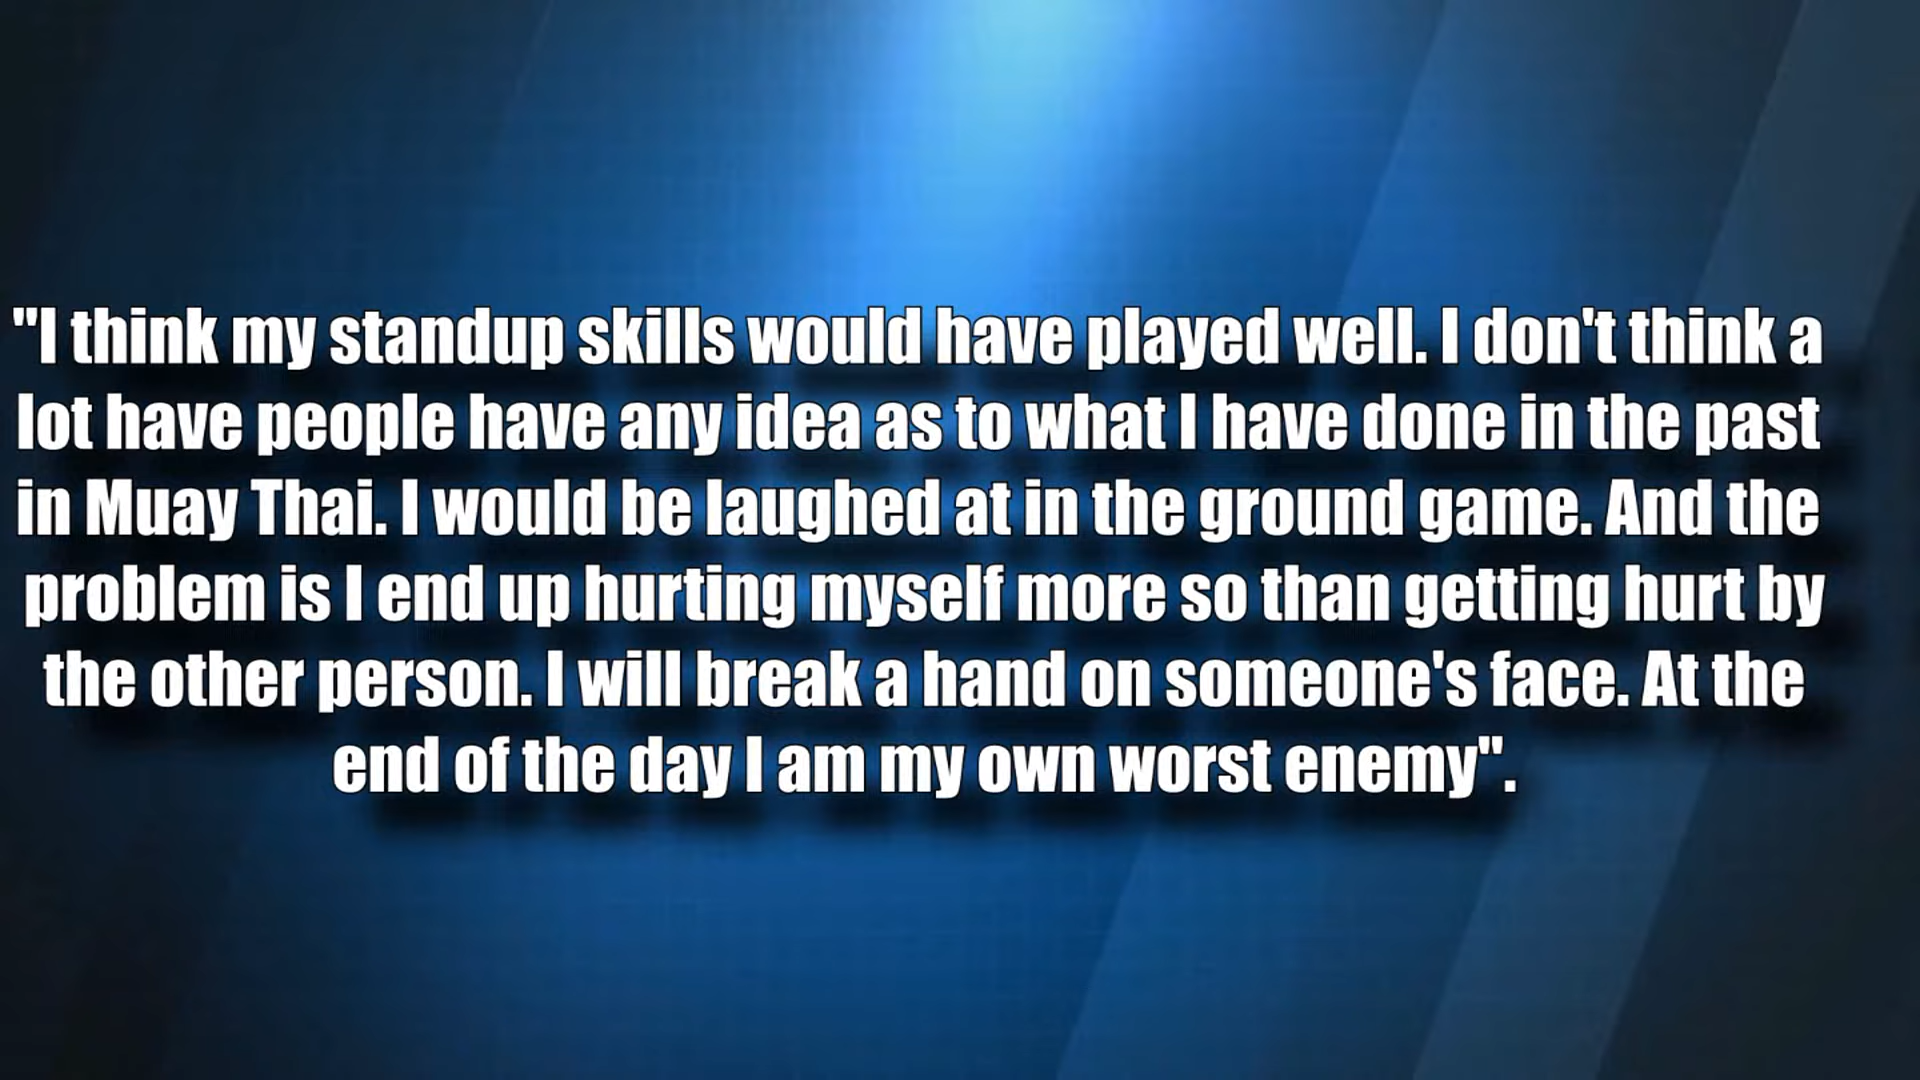 "I think my standup skills would have played well. I don't think a
lot have people have any idea as to what I have done in the past
in Muay Thai. I would be laughed at in the ground game. And the
problem is I end up hurting myself more so than getting hurt by
the other person. I will break a hand on someone's face. At the
end of the day I am my own worst enemy".